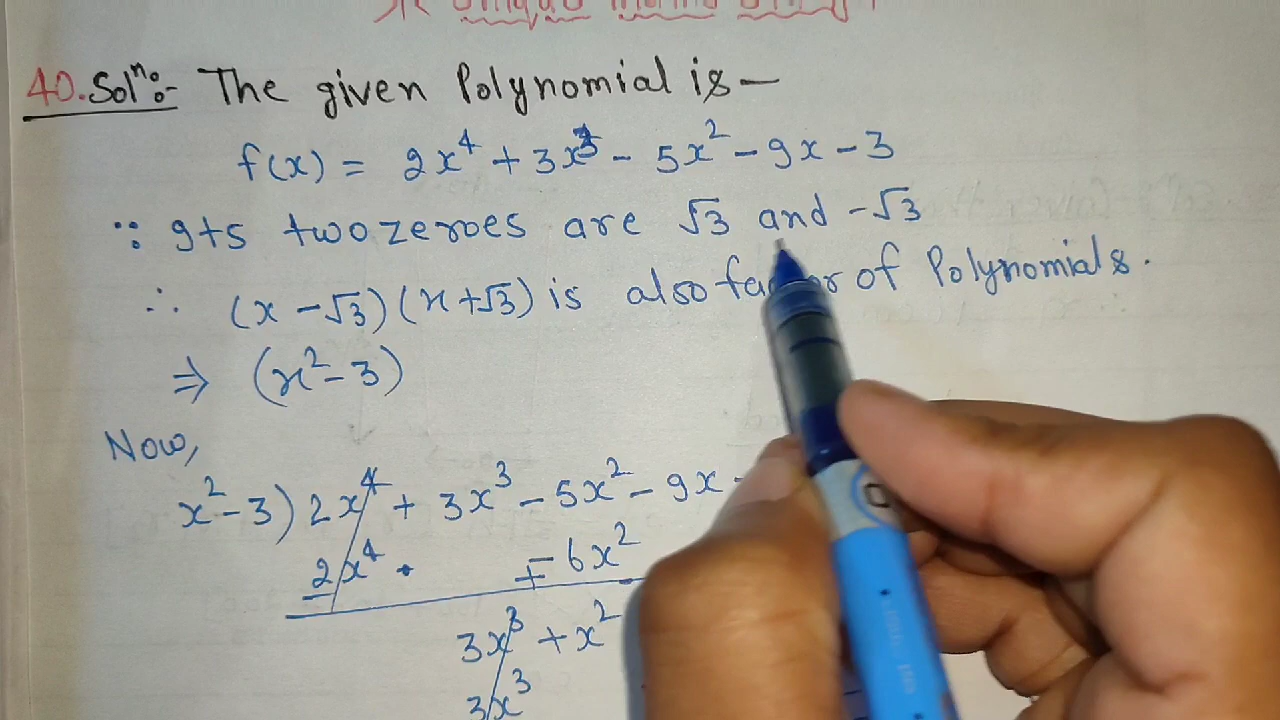 40. Solⁿ:- The given Polynomial is —
f(x) = 2x⁴ + 3x³ - 5x² - 9x - 3
∵ Its two zeroes are √3 and -√3
∴ (x - √3)(x + √3) is also factor of Polynomials.
⇒ (x² - 3)
Now,
x² - 3) 2x⁴ + 3x³ - 5x² - 9x -
2x⁴ - 6x²
- +
3x³ + x²
3x³